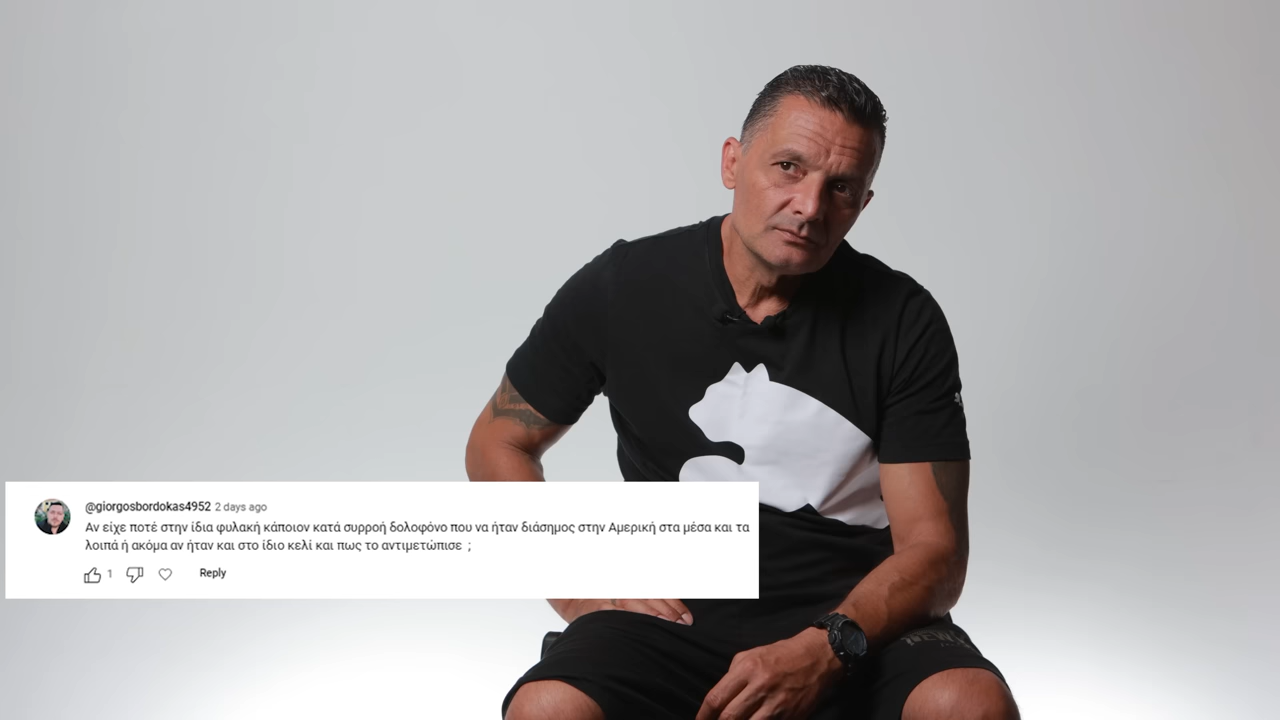 @giorgosbordokas4952 2 days ago
Αν είχε ποτέ στην ίδια φυλακή κάποιον κατά συρροή δολοφόνο που να ήταν διάσημος στην Αμερική στα μέσα και τα
λοιπά ή ακόμα αν ήταν και στο ίδιο κελί και πως το αντιμετώπισε ;
1 Reply